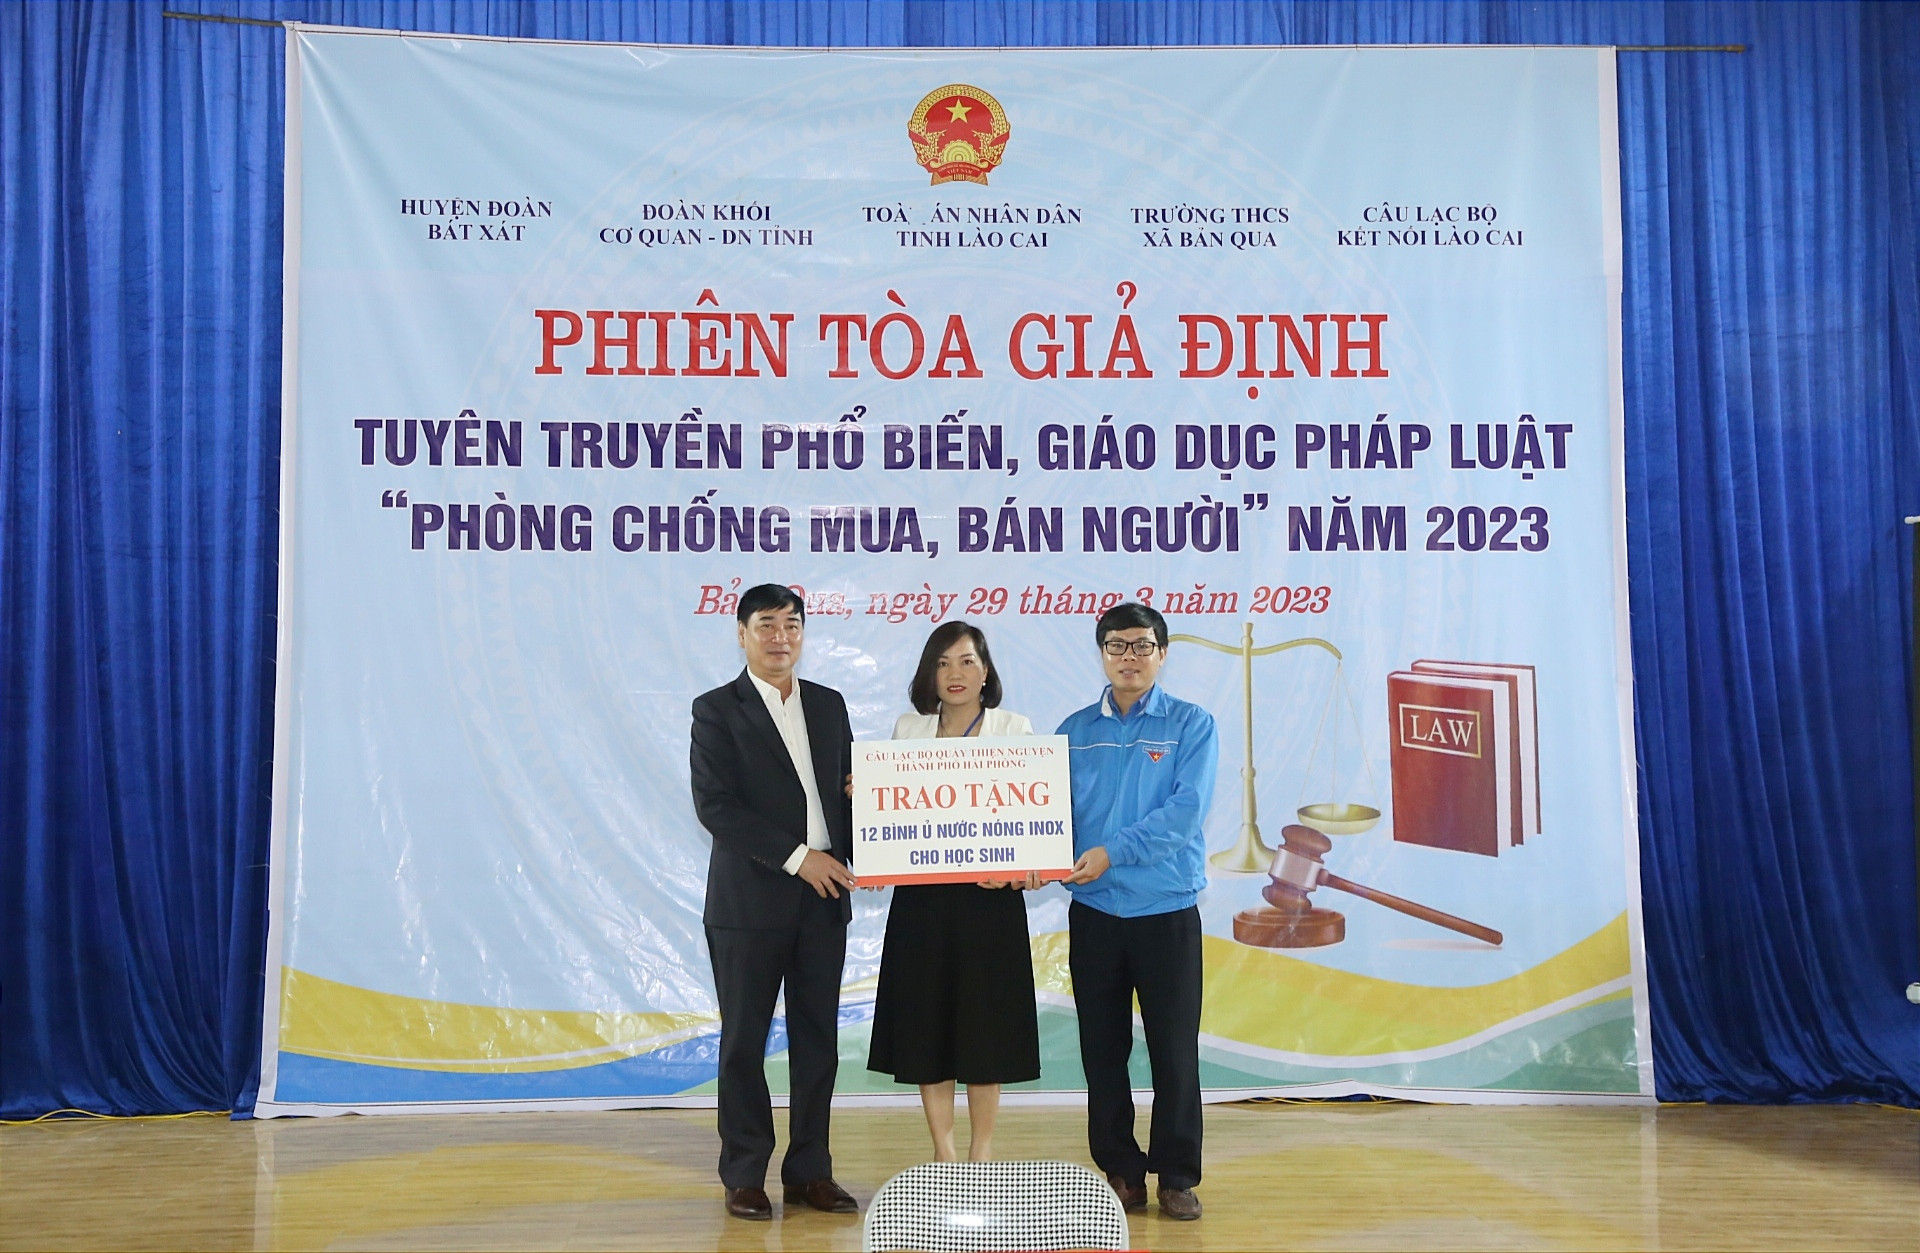 HUYỆN ĐOÀN
BÁT XÁT
ĐOÀN KHỐI
CƠ QUAN - DN TỈNH
TOÀ ÁN NHÂN DÂN
TỈNH LÀO CAI
TRƯỜNG THCS
XÃ BẢN QUA
CÂU LẠC BỘ
KẾT NỐI LÀO CAI
PHIÊN TÒA GIẢ ĐỊNH
TUYÊN TRUYỀN PHỔ BIẾN, GIÁO DỤC PHÁP LUẬT
“PHÒNG CHỐNG MUA, BÁN NGƯỜI” NĂM 2023
Bản Qua, ngày 29 tháng 3 năm 2023
LAW
CÂU LẠC BỘ QUẢY THIỆN NGUYỆN
THÀNH PHỐ HẢI PHÒNG
TRAO TẶNG
12 BÌNH Ủ NƯỚC NÓNG INOX
CHO HỌC SINH